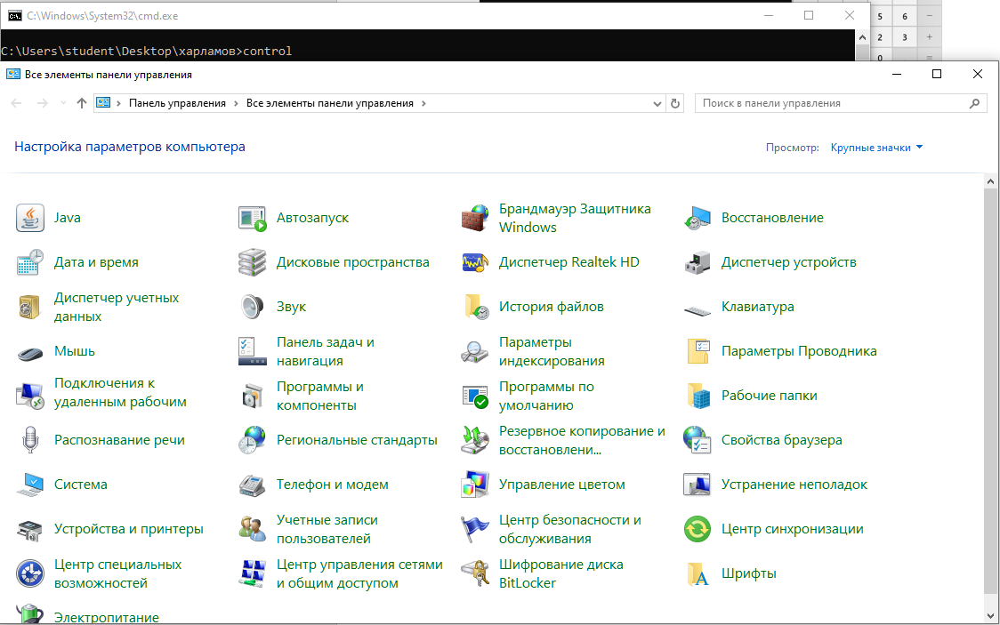 C:\Windows\System32\cmd.exe
5 6 −
2 3 +
0 =
C:\Users\student\Desktop\харламов>control
Все элементы панели управления
Панель управления > Все элементы панели управления >
Поиск в панели управления
Настройка параметров компьютера
Просмотр: Крупные значки
Java
Автозапуск
Брандмауэр Защитника
Windows
Восстановление
Дата и время
Дисковые пространства
Диспетчер Realtek HD
Диспетчер устройств
Диспетчер учетных
данных
Звук
История файлов
Клавиатура
Мышь
Панель задач и
навигация
Параметры
индексирования
Параметры Проводника
Подключения к
удаленным рабочим
Программы и
компоненты
Программы по
умолчанию
Рабочие папки
Распознавание речи
Региональные стандарты
Резервное копирование и
восстановлени...
Свойства браузера
Система
Телефон и модем
Управление цветом
Устранение неполадок
Устройства и принтеры
Учетные записи
пользователей
Центр безопасности и
обслуживания
Центр синхронизации
Центр специальных
возможностей
Центр управления сетями
и общим доступом
Шифрование диска
BitLocker
Шрифты
Электропитание